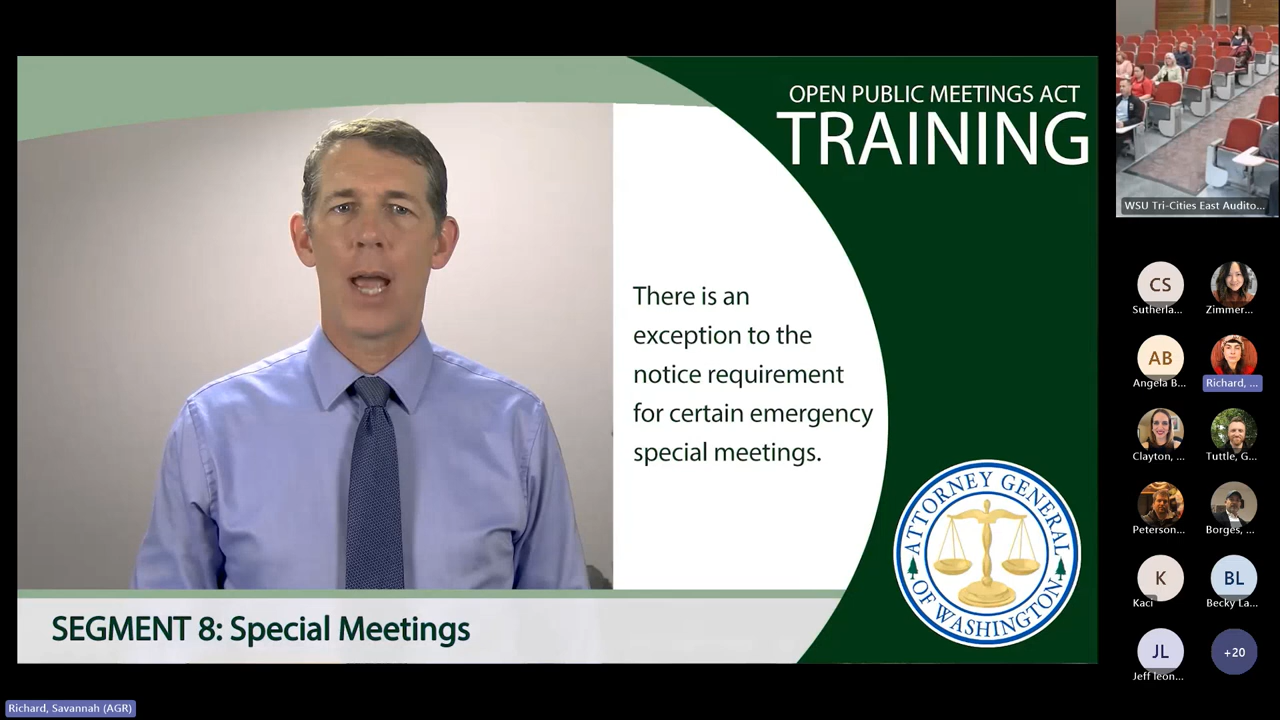 OPEN PUBLIC MEETINGS ACT
TRAINING
There is an
exception to the
notice requirement
for certain emergency
special meetings.
ATTORNEY GENERAL
OF WASHINGTON
SEGMENT 8: Special Meetings
WSU Tri-Cities East Audito...
CS
Sutherla...
Zimmer...
AB
Angela B...
Richard, ...
Clayton, ...
Tuttle, G...
Peterson...
Borges, ...
K
Kaci
BL
Becky La...
JL
Jeff leon...
+20
Richard, Savannah (AGR)